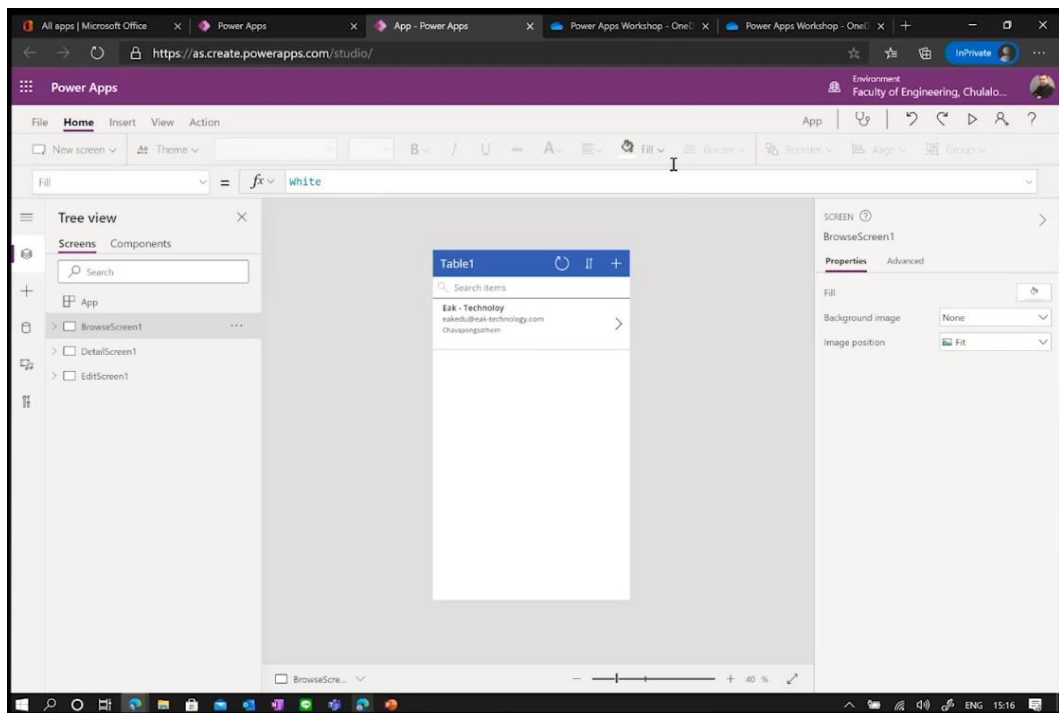 All apps | Microsoft Office
Power Apps
App - Power Apps
Power Apps Workshop - OneD
Power Apps Workshop - OneD
https://as.create.powerapps.com/studio/
InPrivate
Power Apps
Environment
Faculty of Engineering, Chulalo...
File Home Insert View Action
App
New screen
Theme
B I U A
Fill
Border
Reorder
Align
Group
Fill
= fx White
Tree view
Screens Components
Search
App
BrowseScreen1
DetailScreen1
EditScreen1
Table1
Search items
Eak - Technoloy
eakedu@eak-technology.com
Chavapongsathorn
SCREEN
BrowseScreen1
Properties Advanced
Fill
Background image None
Image position Fit
BrowseScre...
40 %
ENG 15:16